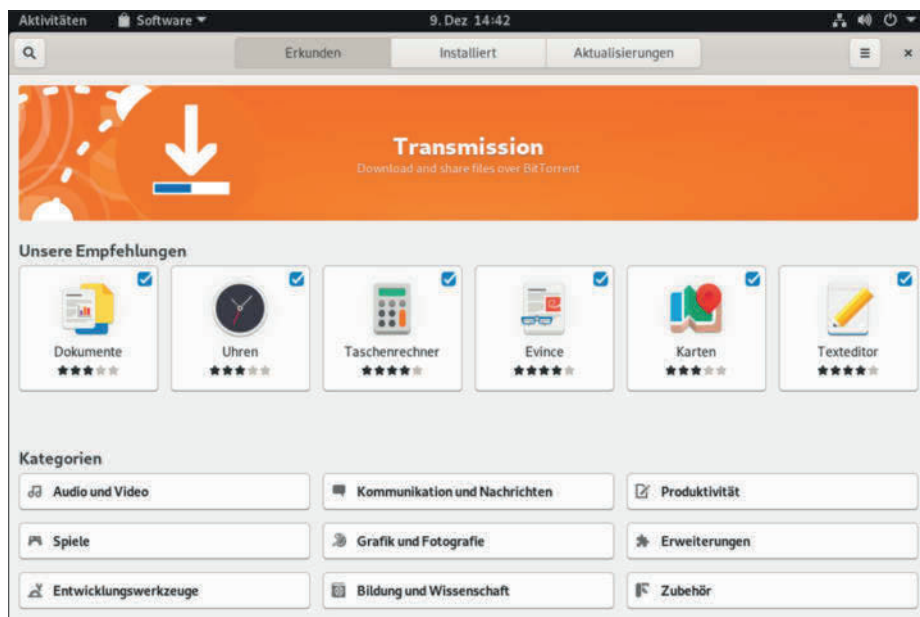 Aktivitäten Software 9. Dez 14:42
Erkunden Installiert Aktualisierungen
Transmission
Download and share files over BitTorrent
Unsere Empfehlungen
Dokumente Uhren Taschenrechner Evince Karten Texteditor
Kategorien
Audio und Video Kommunikation und Nachrichten Produktivität
Spiele Grafik und Fotografie Erweiterungen
Entwicklungswerkzeuge Bildung und Wissenschaft Zubehör